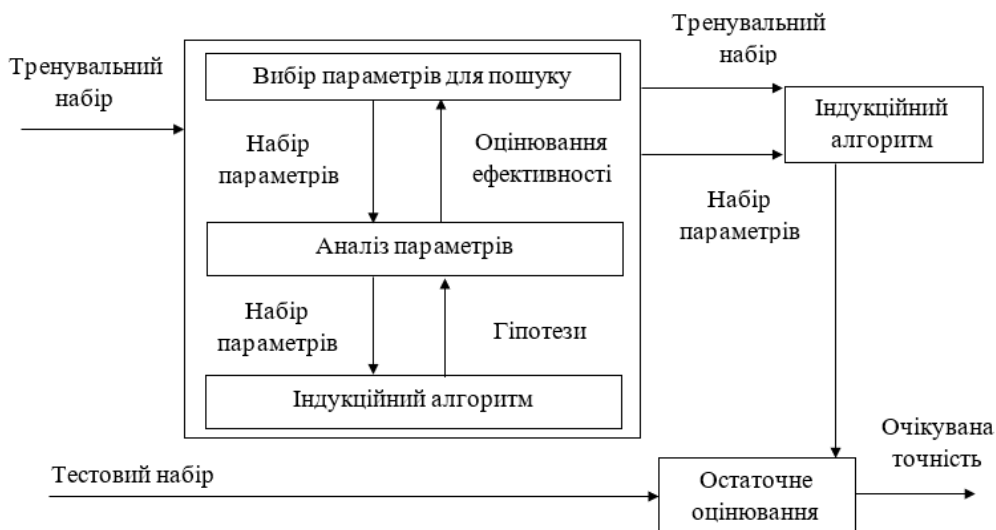 Тренувальний
набір
Вибір параметрів для пошуку
Набір
параметрів
Оцінювання
ефективності
Аналіз параметрів
Набір
параметрів
Гіпотези
Індукційний алгоритм
Тренувальний
набір
Індукційний
алгоритм
Набір
параметрів
Тестовий набір
Остаточне
оцінювання
Очікувана
точність